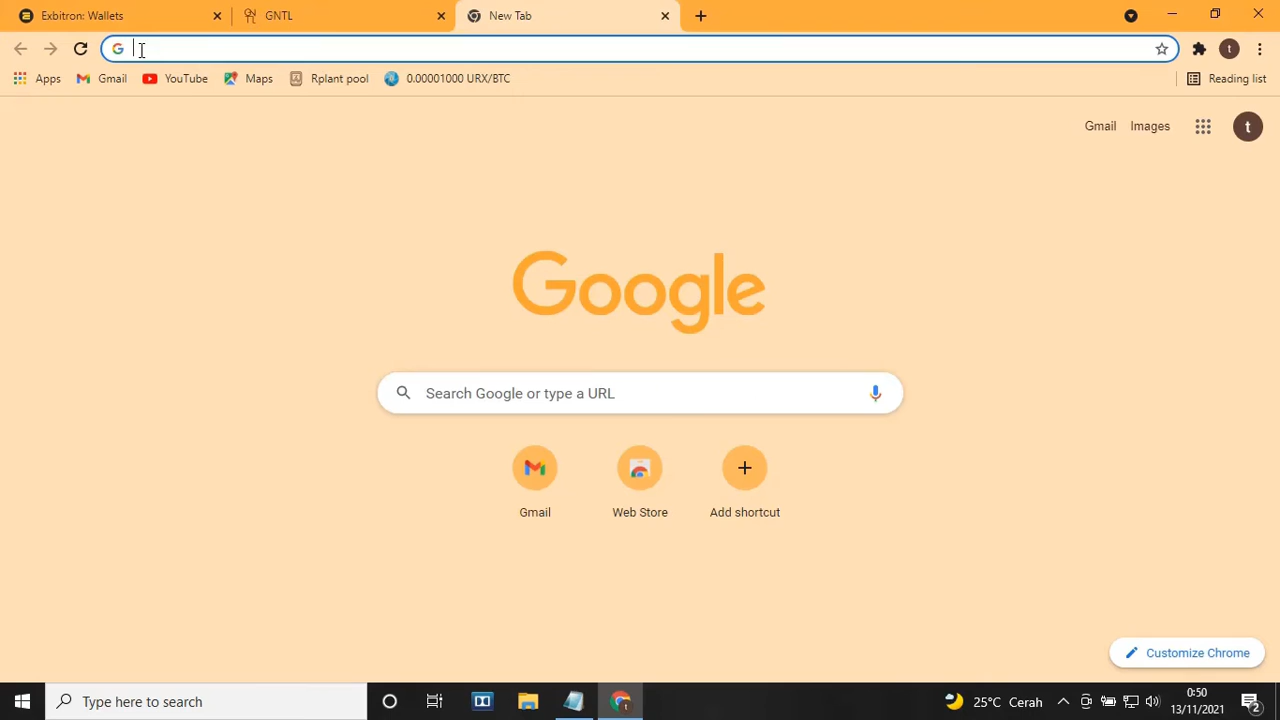 Exbitron: Wallets
GNTL
New Tab
Apps
Gmail
YouTube
Maps
Rplant pool
0.00001000 URX/BTC
Reading list
Gmail
Images
t
Google
Search Google or type a URL
Gmail
Web Store
Add shortcut
Customize Chrome
Type here to search
25°C Cerah
0:50
13/11/2021
2